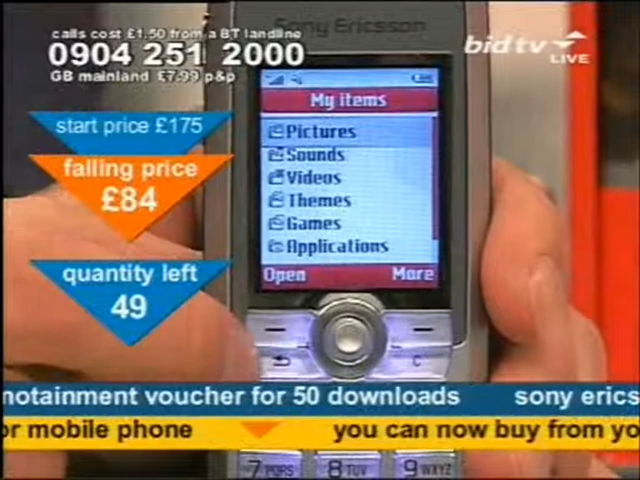 calls cost £1.50 from a BT landline
0904 251 2000
GB mainland £7.99 p&p
Sony Ericsson
bid tv
LIVE
start price £175
falling price
£84
quantity left
49
My items
Pictures
Sounds
Videos
Themes
Games
Applications
Open
More
C
notainment voucher for 50 downloads sony erics
or mobile phone you can now buy from yo
7 PQRS 8 TUV 9 WXYZ